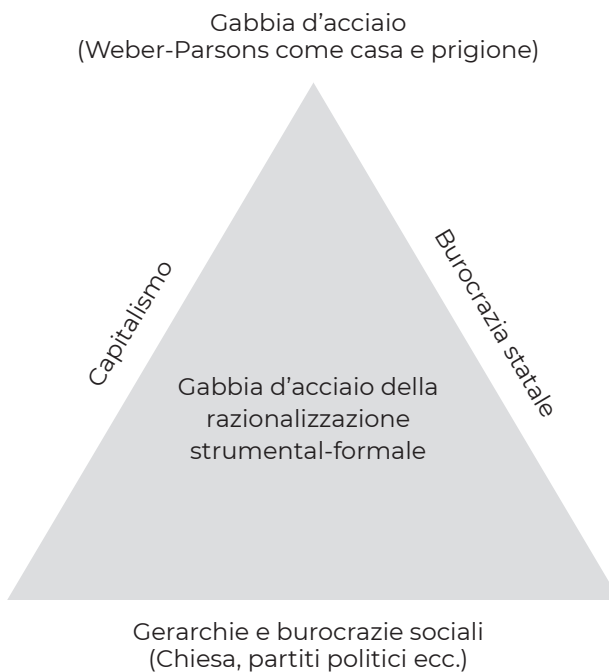 Gabbia d’acciaio
(Weber-Parsons come casa e prigione)
Capitalismo
Burocrazia statale
Gabbia d’acciaio della
razionalizzazione
strumental-formale
Gerarchie e burocrazie sociali
(Chiesa, partiti politici ecc.)